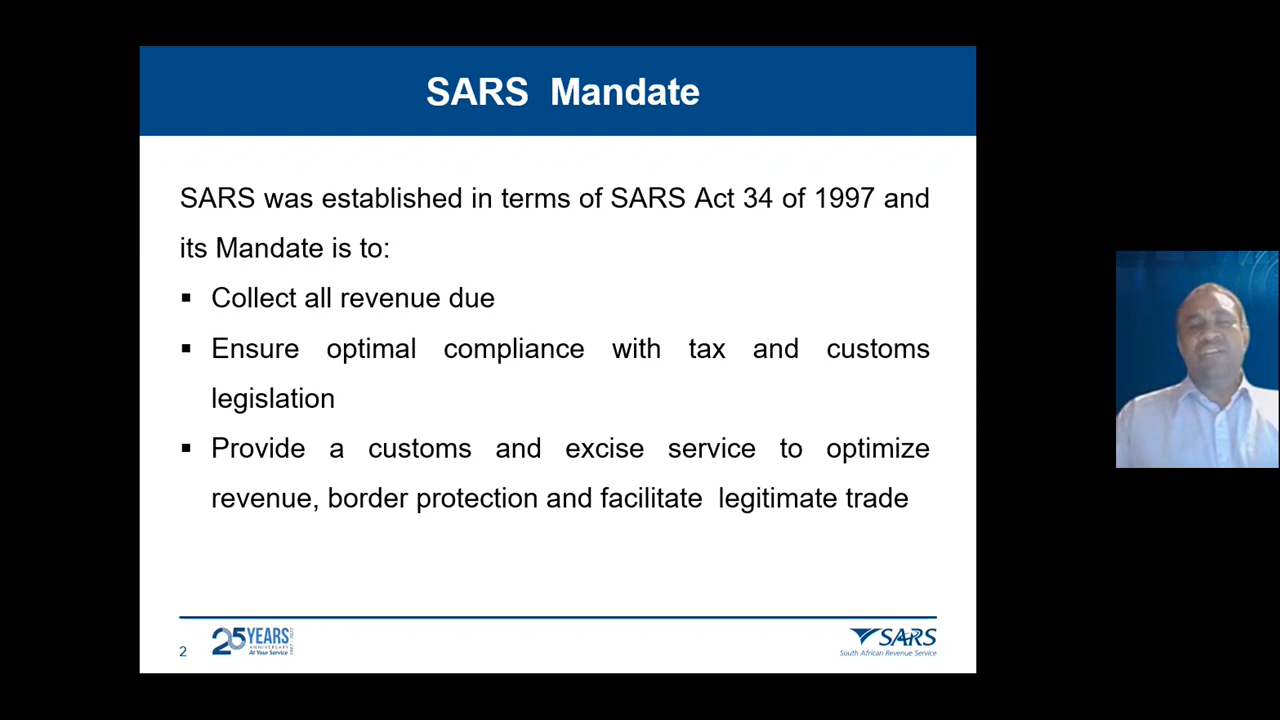 SARS Mandate
SARS was established in terms of SARS Act 34 of 1997 and
its Mandate is to:
▪ Collect all revenue due
▪ Ensure optimal compliance with tax and customs
legislation
▪ Provide a customs and excise service to optimize
revenue, border protection and facilitate legitimate trade
2
25 YEARS
ANNIVERSARY
At Your Service
SARS
South African Revenue Service